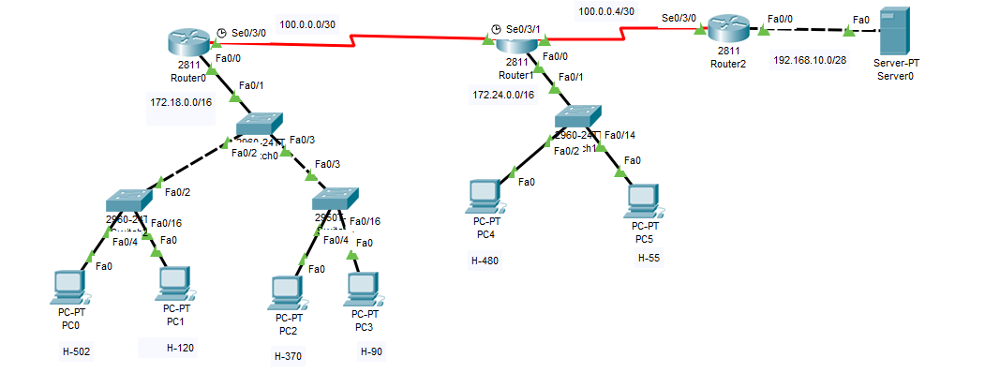 100.0.0.0/30
100.0.0.4/30
Se0/3/0
Se0/3/1
Se0/3/0
Fa0/0
Fa0
2811
Router0
Fa0/0
2811
Router1
Fa0/0
2811
Router2
192.168.10.0/28
Server-PT
Server0
Fa0/1
172.18.0.0/16
Fa0/1
172.24.0.0/16
Fa0/2
Fa0/3
2960-24TT
Fa0/2
Fa0/14
Fa0/3
Fa0
Fa0
Fa0/2
PC-PT
PC4
PC-PT
PC5
Fa0/16
Fa0/4
Fa0
Fa0/16
Fa0/4
Fa0
H-480
H-55
Fa0
Fa0
PC-PT
PC0
PC-PT
PC1
PC-PT
PC2
PC-PT
PC3
H-502
H-120
H-370
H-90